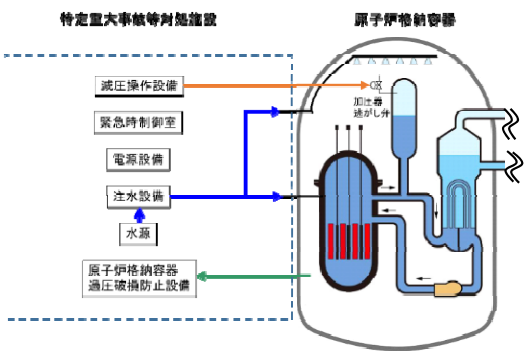 特定重大事故等対処施設
原子炉格納容器
減圧操作設備
加圧器
逃がし弁
緊急時制御室
電源設備
注水設備
水源
原子炉格納容器
過圧破損防止設備